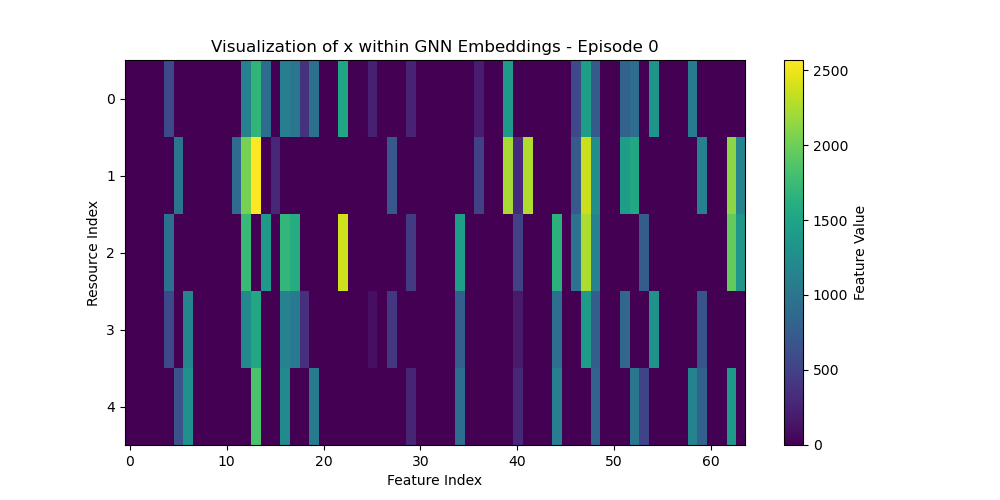 Visualization of x within GNN Embeddings - Episode 0
Resource Index
0
1
2
3
4
0 10 20 30 40 50 60
Feature Index
2500
2000
1500
1000
500
0
Feature Value